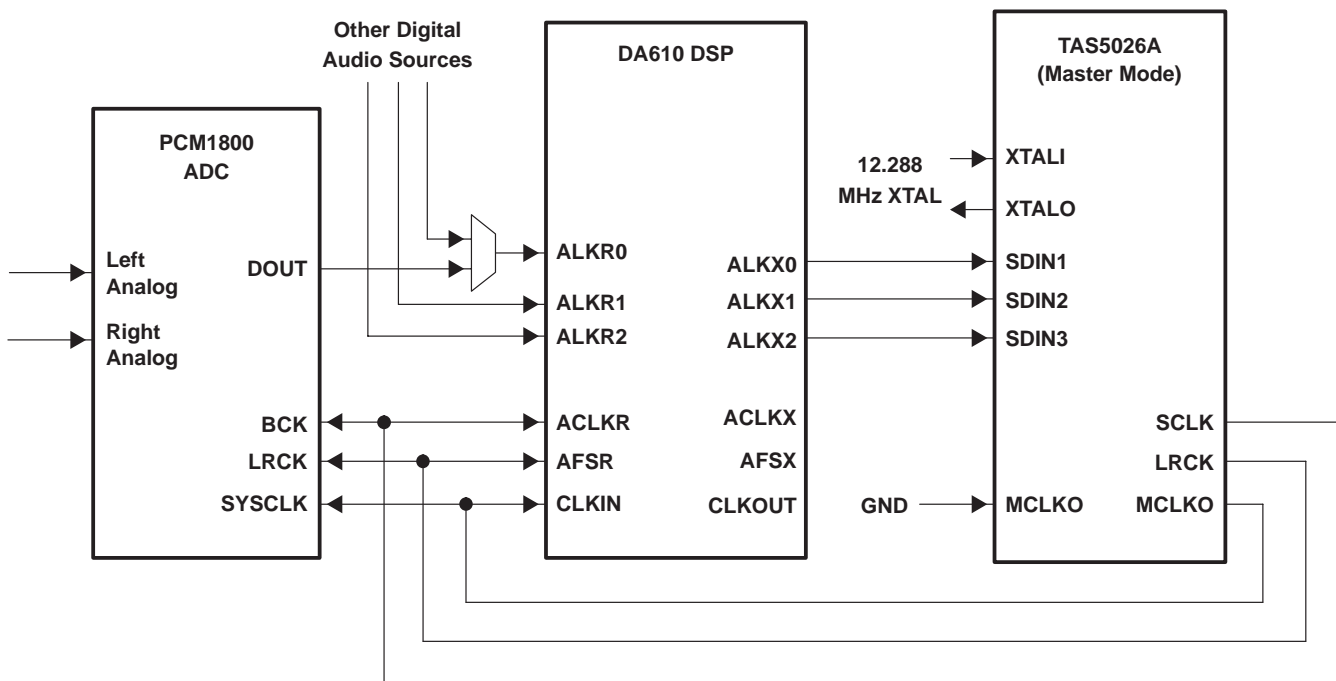 Other Digital
Audio Sources
PCM1800
ADC
Left
Analog
Right
Analog
DOUT
BCK
LRCK
SYSCLK
DA610 DSP
ALKR0
ALKR1
ALKR2
ACLKR
AFSR
CLKIN
ALKX0
ALKX1
ALKX2
ACLKX
AFSX
CLKOUT
12.288
MHz XTAL
GND
TAS5026A
(Master Mode)
XTALI
XTALO
SDIN1
SDIN2
SDIN3
MCLKO
SCLK
LRCK
MCLKO